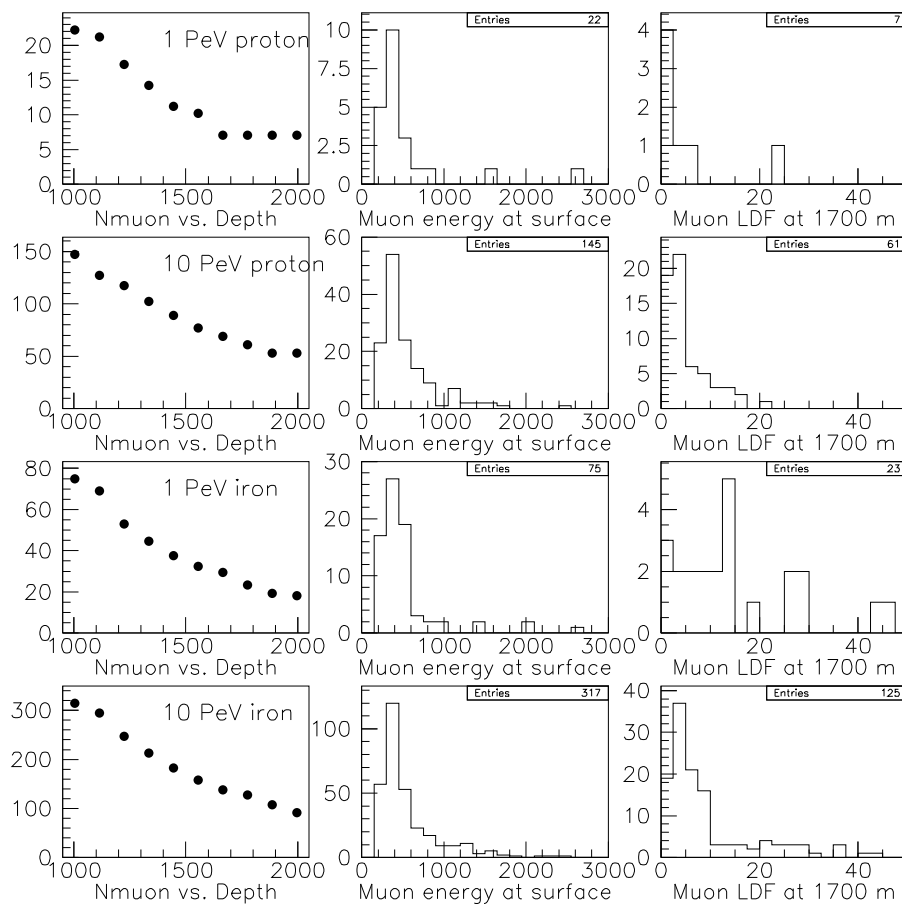 1 PeV proton
20
15
10
5
0
1000 1500 2000
Nmuon vs. Depth
Entries 22
10
7.5
5
2.5
0
0 1000 2000 3000
Muon energy at surface
Entries 7
4
3
2
1
0
0 20 40
Muon LDF at 1700 m
10 PeV proton
150
100
50
0
1000 1500 2000
Nmuon vs. Depth
Entries 145
60
40
20
0
0 1000 2000 3000
Muon energy at surface
Entries 61
20
15
10
5
0
0 20 40
Muon LDF at 1700 m
1 PeV iron
80
60
40
20
0
1000 1500 2000
Nmuon vs. Depth
Entries 75
30
20
10
0
0 1000 2000 3000
Muon energy at surface
Entries 23
4
2
0
0 20 40
Muon LDF at 1700 m
10 PeV iron
300
200
100
0
1000 1500 2000
Nmuon vs. Depth
Entries 317
100
50
0
0 1000 2000 3000
Muon energy at surface
Entries 125
40
30
20
10
0
0 20 40
Muon LDF at 1700 m